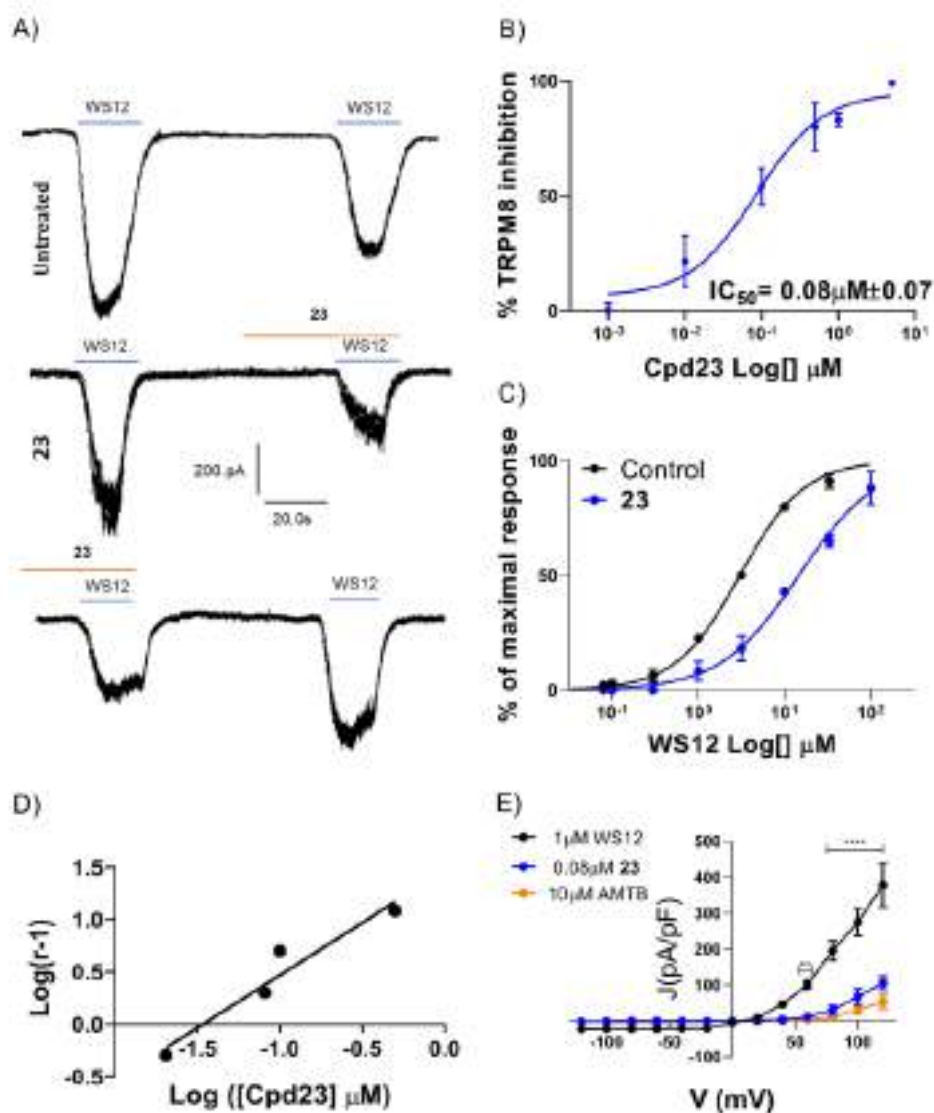 A)
WS12
WS12
Untreated
23
WS12
WS12
23
200 pA
20.0s
23
WS12
WS12
B)
% TRPM8 inhibition
100
50
0
IC₅₀= 0.08µM±0.07
10⁻³
10⁻²
10⁻¹
10⁰
10¹
Cpd23 Log[] µM
C)
% of maximal response
Control
23
100
50
0
10⁻¹
10⁰
10¹
10²
WS12 Log[] µM
D)
Log(r-1)
1.5
1.0
0.5
0.0
-0.5
-1.5
-1.0
-0.5
0.0
Log ([Cpd23] µM)
E)
1µM WS12
0.08µM 23
10µM AMTB
J(pA/pF)
500
400
300
200
100
-100
-100
-50
50
100
****
V (mV)